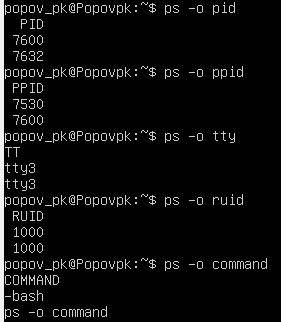 popov_pk@Popovpk:~$ ps -o pid
PID
7600
7632
popov_pk@Popovpk:~$ ps -o ppid
PPID
7530
7600
popov_pk@Popovpk:~$ ps -o tty
TT
tty3
tty3
popov_pk@Popovpk:~$ ps -o ruid
RUID
1000
1000
popov_pk@Popovpk:~$ ps -o command
COMMAND
-bash
ps -o command